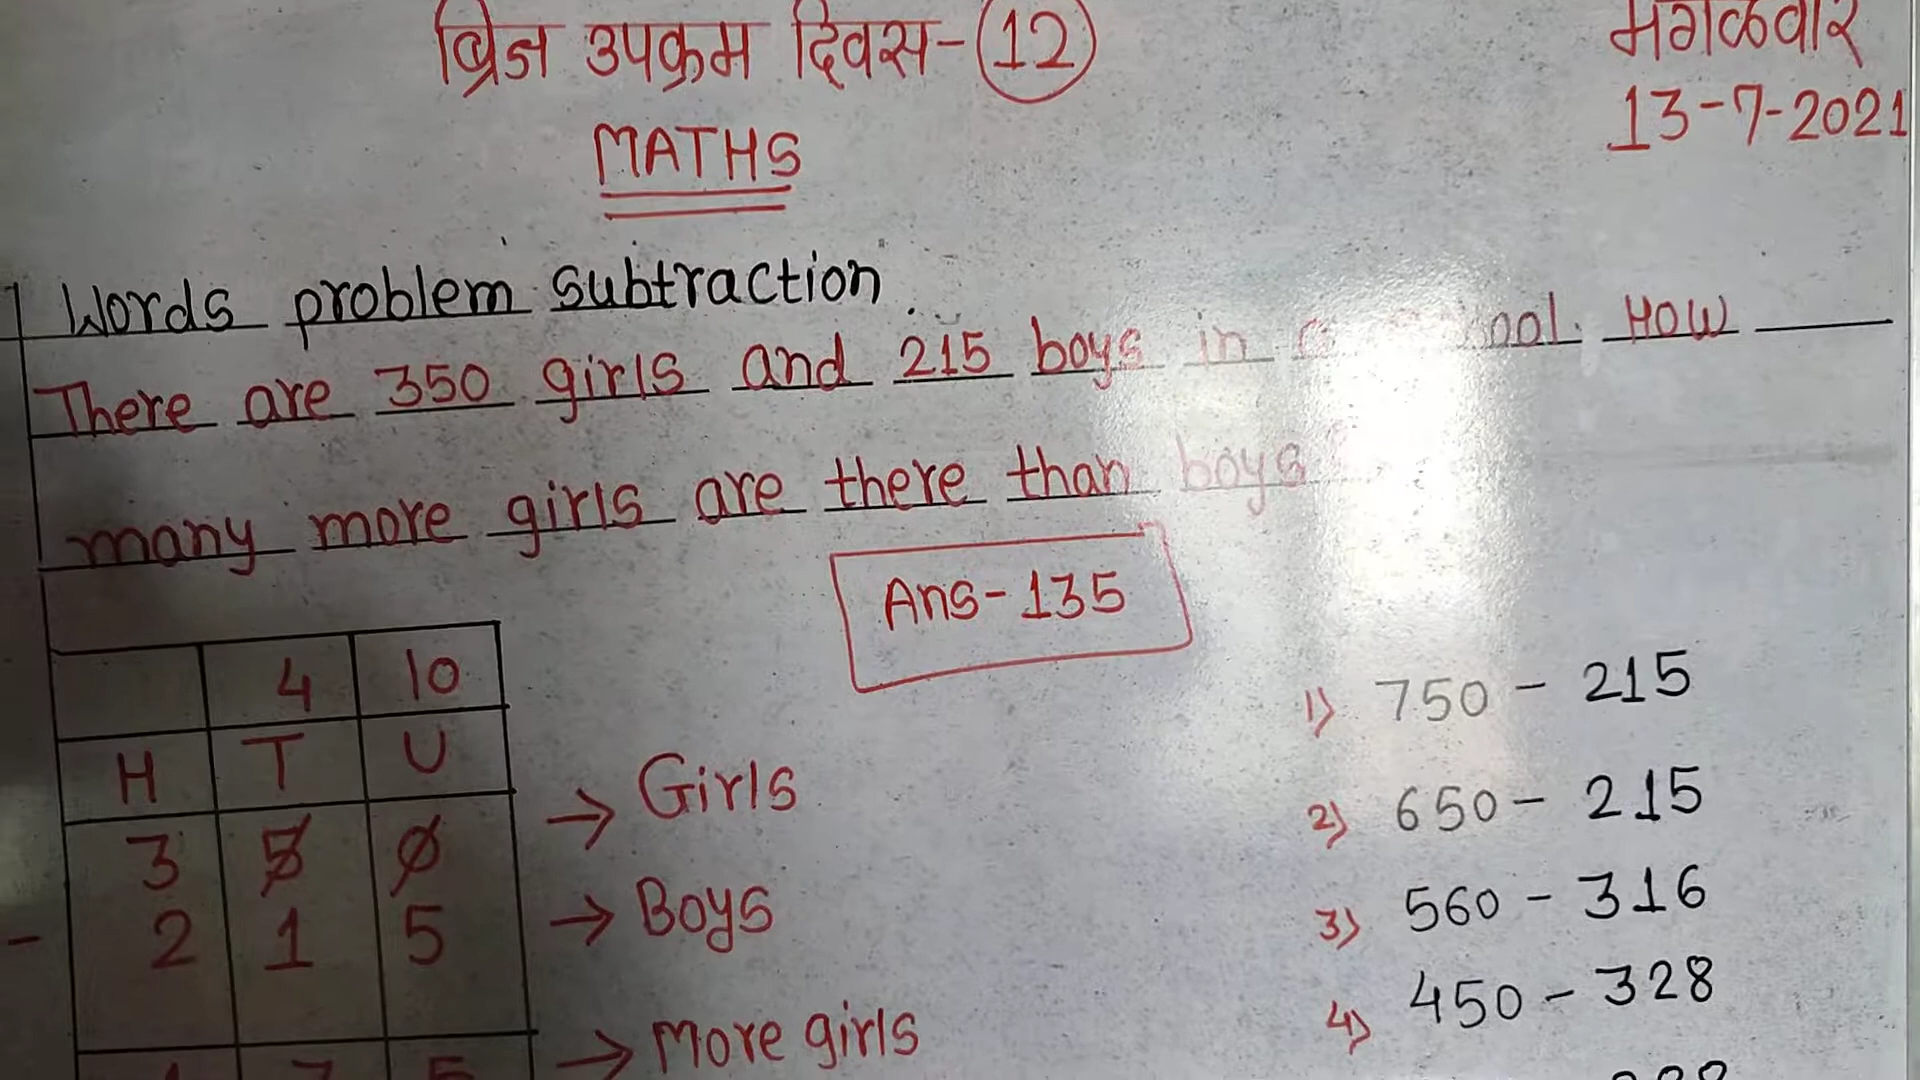 ब्रिज उपक्रम दिवस-12
मंगळवार
13-7-2021
MATHS
Words problem subtraction
There are 350 girls and 215 boys in a school. How
many more girls are there than boys?
Ans-135
4 10
H T U
3 5 0 → Girls
- 2 1 5 → Boys
→ More girls
1) 750 - 215
2) 650 - 215
3) 560 - 316
4) 450 - 328